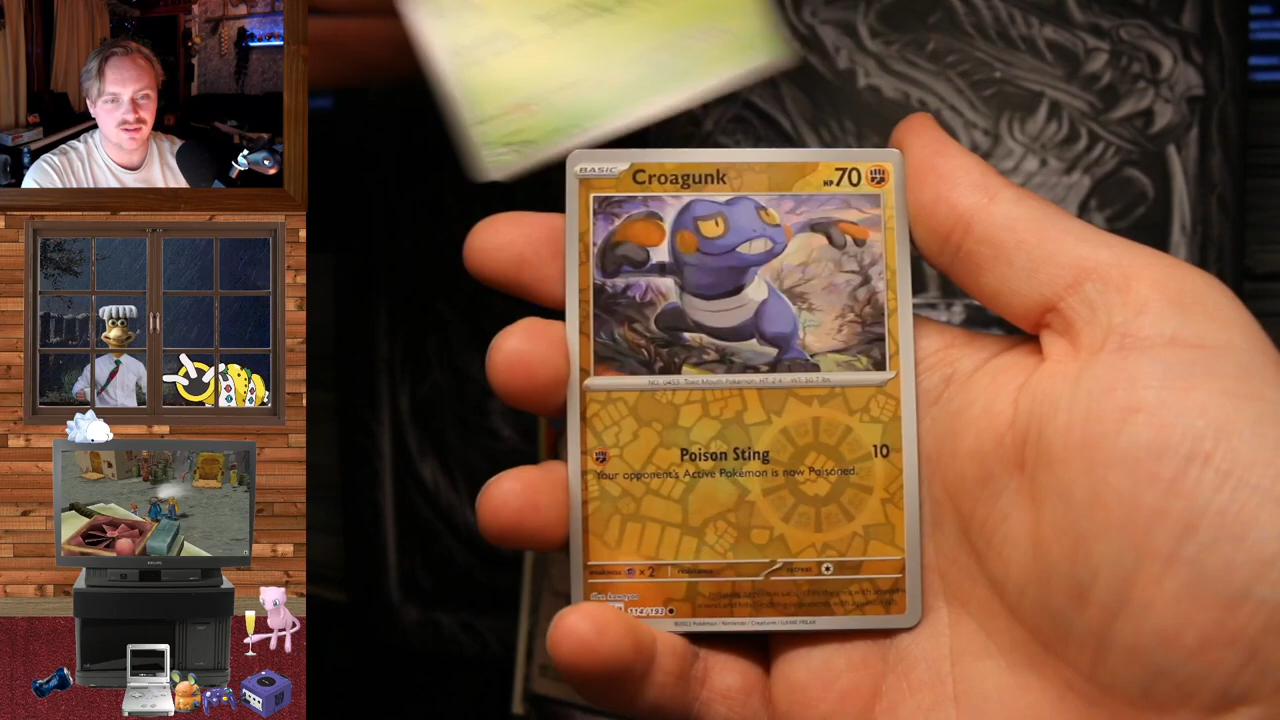 BASIC Croagunk HP 70
NO. 0453 Toxic Mouth Pokémon HT: 2'4" WT: 50.7 lbs.
Poison Sting 10
Your opponent's Active Pokémon is now Poisoned.
weakness ×2 resistance retreat
114/193
©2023 Pokémon / Nintendo / Creatures / GAME FREAK
PHILIPS